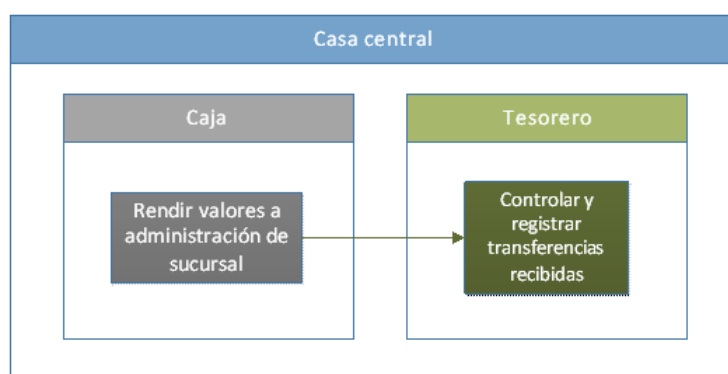 Casa central
Caja
Tesorero
Rendir valores a
administración de
sucursal
Controlar y
registrar
transferencias
recibidas